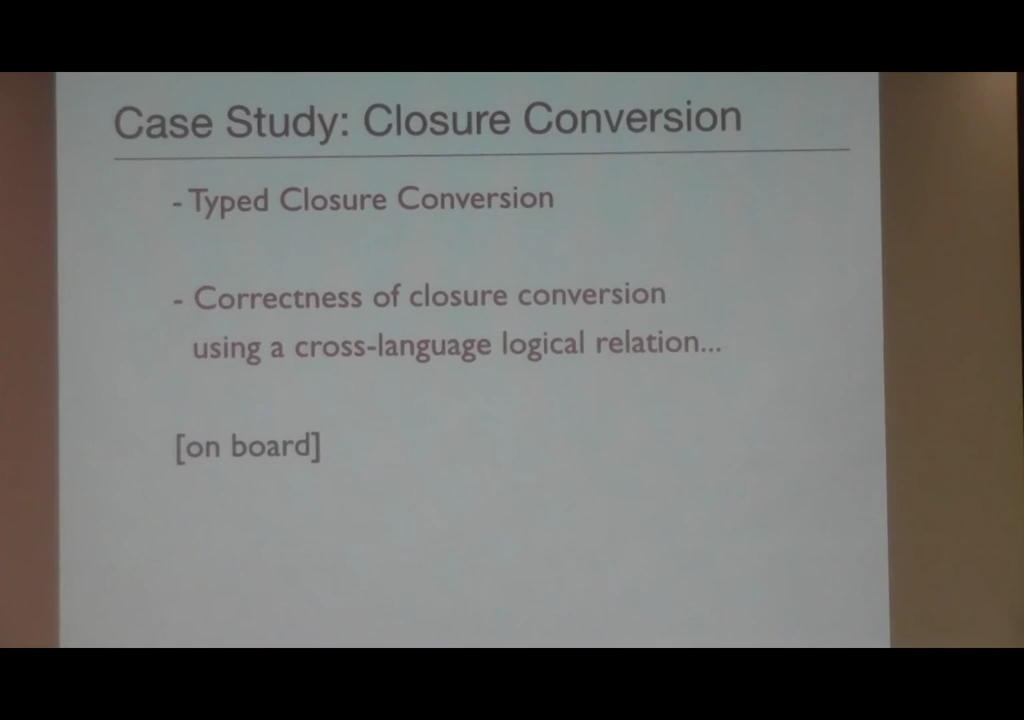 Case Study: Closure Conversion
- Typed Closure Conversion
- Correctness of closure conversion
using a cross-language logical relation...
[on board]